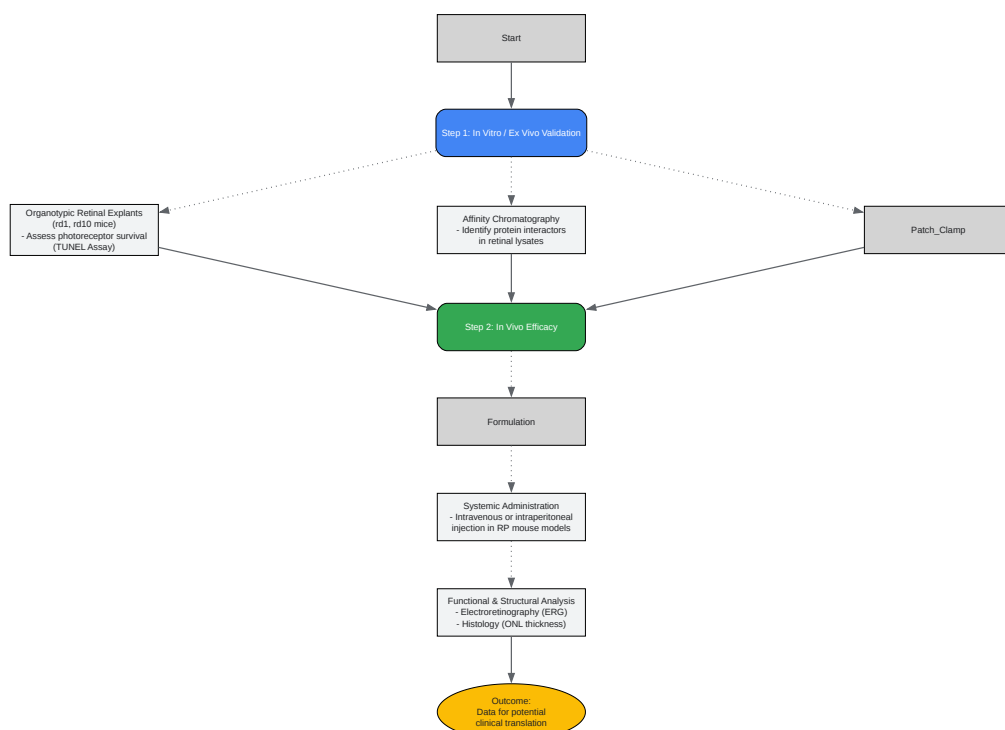 Start
Step 1: In Vitro / Ex Vivo Validation
Organotypic Retinal Explants
(rd1, rd10 mice)
- Assess photoreceptor survival
(TUNEL Assay)
Affinity Chromatography
- Identify protein interactors
in retinal lysates
Patch_Clamp
Step 2: In Vivo Efficacy
Formulation
Systemic Administration
- Intravenous or intraperitoneal
injection in RP mouse models
Functional & Structural Analysis
- Electroretinography (ERG)
- Histology (ONL thickness)
Outcome:
Data for potential
clinical translation